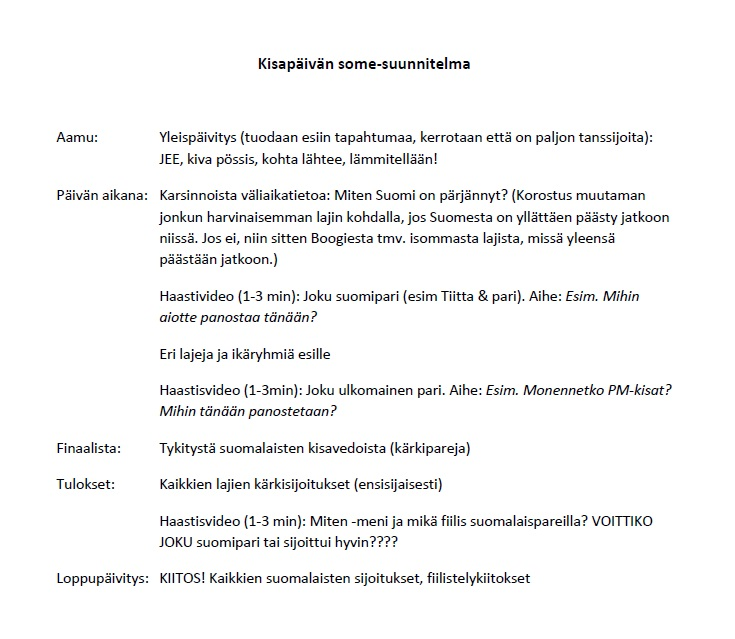 Kisapäivän some-suunnitelma
Aamu: Yleispäivitys (tuodaan esiin tapahtumaa, kerrotaan että on paljon tanssijoita):
JEE, kiva pössis, kohta lähtee, lämmitellään!
Päivän aikana: Karsinnoista väliaikatietoa: Miten Suomi on pärjännyt? (Korostus muutaman
jonkun harvinaisemman lajin kohdalla, jos Suomesta on yllättäen päästy jatkoon
niissä. Jos ei, niin sitten Boogiesta tmv. isommasta lajista, missä yleensä
päästään jatkoon.)
Haastivideo (1-3 min): Joku suomipari (esim Tiitta & pari). Aihe: Esim. Mihin
aiotte panostaa tänään?
Eri lajeja ja ikäryhmiä esille
Haastisvideo (1-3min): Joku ulkomainen pari. Aihe: Esim. Monennetko PM-kisat?
Mihin tänään panostetaan?
Finaalista: Tykitystä suomalaisten kisavedoista (kärkipareja)
Tulokset: Kaikkien lajien kärkisijoitukset (ensisijaisesti)
Haastisvideo (1-3 min): Miten -meni ja mikä fiilis suomalaispareilla? VOITTIKO
JOKU suomipari tai sijoittui hyvin????
Loppupäivitys: KIITOS! Kaikkien suomalaisten sijoitukset, fiilistelykiitokset